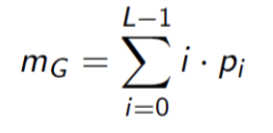 m_G = \sum_{i=0}^{L-1} i \cdot p_i